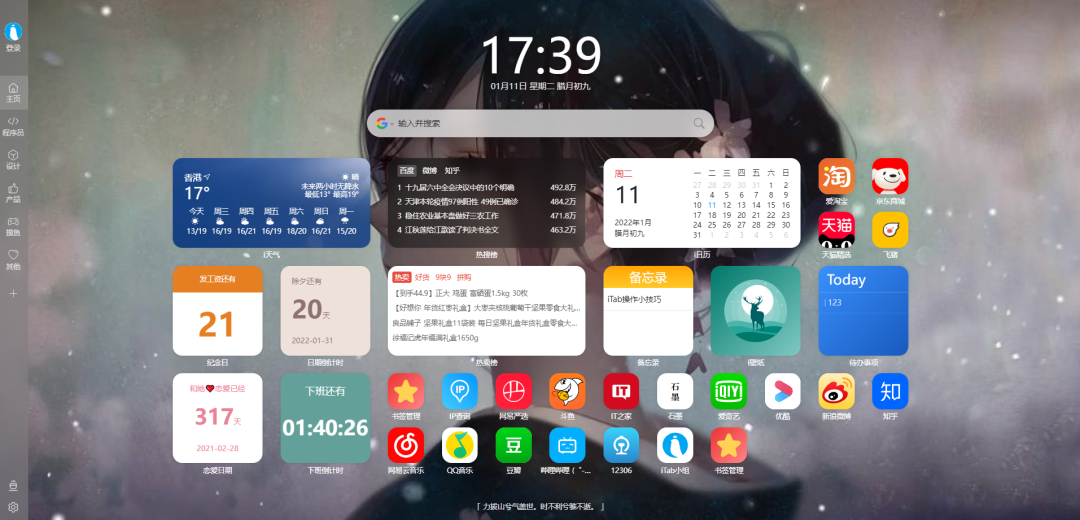 登录
主页
程序员
设计
产品
摸鱼
其他
17:39
01月11日 星期二 腊月初九
输入并搜索
香港
晴
17°
未来两小时无降水
最低13° 最高19°
今天 周三 周四 周五 周六 周日 周一
13/19 16/19 16/21 16/19 18/20 16/21 15/20
i天气
百度 微博 知乎
1 十九届六中全会决议中的10个明确 492.8万
2 天津本轮疫情97例阳性 49例已确诊 484.2万
3 稳住农业基本盘做好三农工作 471.8万
4 江秋莲给江歌读了判决书全文 463.2万
热搜榜
周二
11
2022年1月
腊月初九
一 二 三 四 五 六 日
27 28 29 30 31 1 2
3 4 5 6 7 8 9
10 11 12 13 14 15 16
17 18 19 20 21 22 23
24 25 26 27 28 29 30
31 1 2 3 4 5 6
i日历
淘
爱淘宝
京东商城
天猫
天猫精选
飞猪
发工资还有
21
纪念日
除夕还有
20天
2022-01-31
日期倒计时
热卖 好货 9块9 拼购
【到手44.9】正大 鸡蛋 富硒蛋1.5kg 30枚
【好想你 年货红枣礼盒】大枣夹核桃葡萄干坚果零食大礼...
良品铺子 坚果礼盒11袋装 每日坚果礼盒年货礼盒零食大...
徐福记虎年福满礼盒1650g
热卖榜
备忘录
iTab操作小技巧
备忘录
i壁纸
Today
123
待办事项
和她❤恋爱已经
317天
2021-02-28
恋爱日期
下班还有
01:40:26
下班倒计时
书签管理
IP
IP查询
网易严选
斗鱼
IT
IT之家
石墨
石墨
iQIYI
爱奇艺
优酷
新浪微博
知
知乎
网易云音乐
QQ音乐
豆
豆瓣
哔哩哔哩 ( ゜-...
12306
iTab小组
书签管理
「 力拔山兮气盖世。时不利兮骓不逝。 」